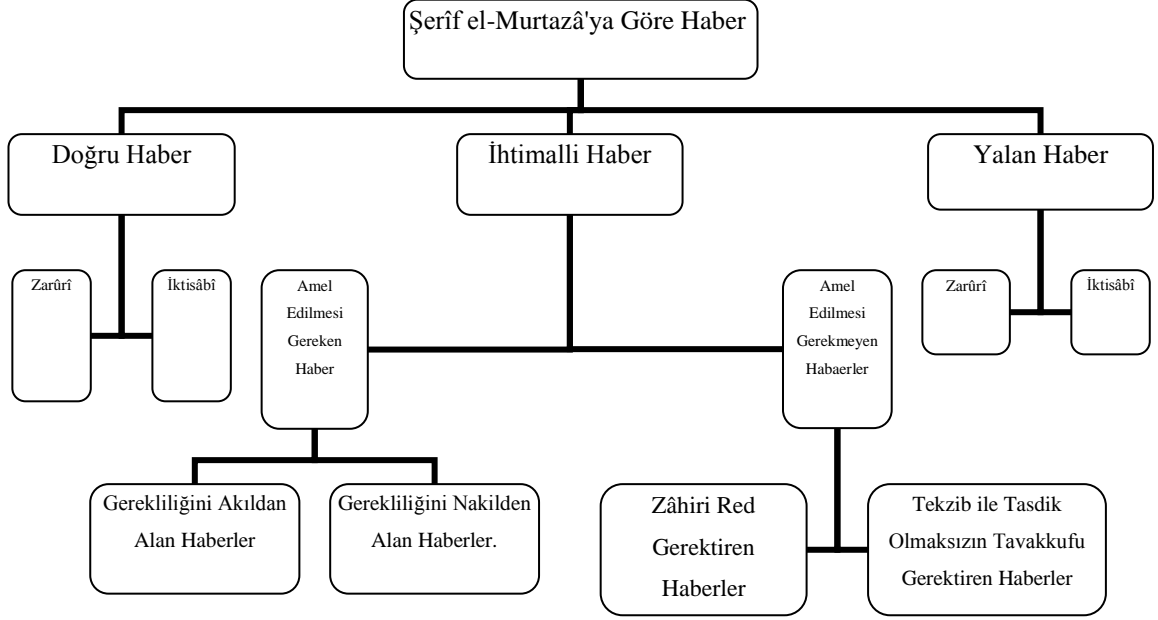 Şerîf el-Murtazâ'ya Göre Haber
Doğru Haber
İhtimalli Haber
Yalan Haber
Zarûrî
İktisâbî
Amel
Edilmesi
Gereken
Haber
Amel
Edilmesi
Gerekmeyen
Habaerler
Zarûrî
İktisâbî
Gerekliliğini Akıldan
Alan Haberler
Gerekliliğini Nakilden
Alan Haberler.
Zâhiri Red
Gerektiren
Haberler
Tekzib ile Tasdik
Olmaksızın Tavakkufu
Gerektiren Haberler